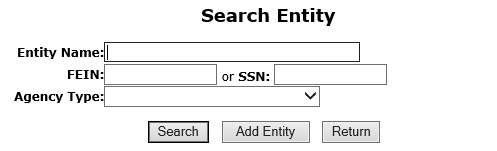 Search Entity
Entity Name:
FEIN: or SSN:
Agency Type:
Search Add Entity Return